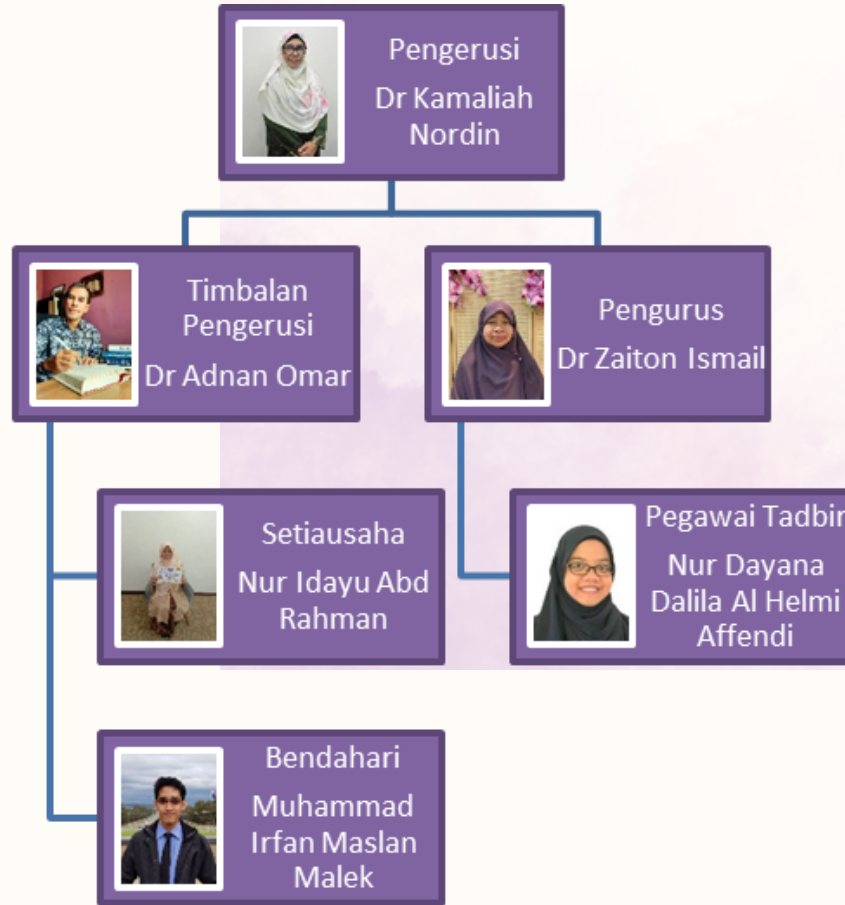 Pengerusi
Dr Kamaliah
Nordin
Timbalan
Pengerusi
Dr Adnan Omar
Pengurus
Dr Zaiton Ismail
Setiausaha
Nur Idayu Abd
Rahman
Pegawai Tadbir
Nur Dayana
Dalila Al Helmi
Affendi
Bendahari
Muhammad
Irfan Maslan
Malek